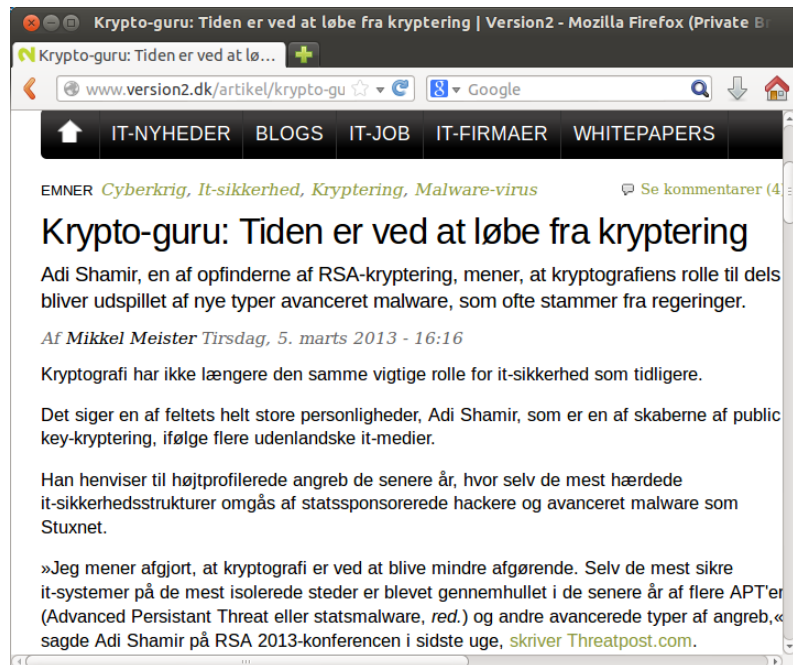 Krypto-guru: Tiden er ved at løbe fra kryptering | Version2 - Mozilla Firefox (Private Br
Krypto-guru: Tiden er ved at lø...
www.version2.dk/artikel/krypto-gu
8 Google
IT-NYHEDER BLOGS IT-JOB IT-FIRMAER WHITEPAPERS
EMNER Cyberkrig, It-sikkerhed, Kryptering, Malware-virus Se kommentarer (4)
Krypto-guru: Tiden er ved at løbe fra kryptering
Adi Shamir, en af opfinderne af RSA-kryptering, mener, at kryptografiens rolle til dels
bliver udspillet af nye typer avanceret malware, som ofte stammer fra regeringer.
Af Mikkel Meister Tirsdag, 5. marts 2013 - 16:16
Kryptografi har ikke længere den samme vigtige rolle for it-sikkerhed som tidligere.
Det siger en af feltets helt store personligheder, Adi Shamir, som er en af skaberne af public
key-kryptering, ifølge flere udenlandske it-medier.
Han henviser til højtprofilerede angreb de senere år, hvor selv de mest hærdede
it-sikkerhedsstrukturer omgås af statssponsorerede hackere og avanceret malware som
Stuxnet.
»Jeg mener afgjort, at kryptografi er ved at blive mindre afgørende. Selv de mest sikre
it-systemer på de mest isolerede steder er blevet gennemhullet i de senere år af flere APT'er
(Advanced Persistant Threat eller statsmalware, red.) og andre avancerede typer af angreb,«
sagde Adi Shamir på RSA 2013-konferencen i sidste uge, skriver Threatpost.com.